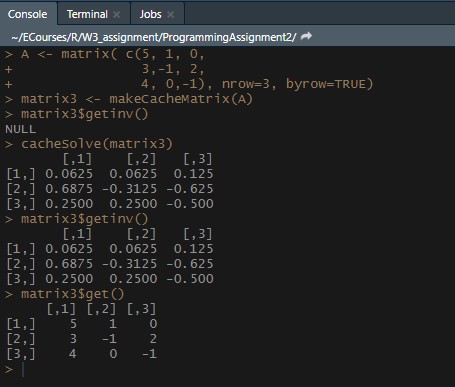 Console Terminal × Jobs ×
~/ECourses/R/W3_assignment/ProgrammingAssignment2/
> A <- matrix( c(5, 1, 0,
+ 3,-1, 2,
+ 4, 0,-1), nrow=3, byrow=TRUE)
> matrix3 <- makeCacheMatrix(A)
> matrix3$getinv()
NULL
> cacheSolve(matrix3)
[,1] [,2] [,3]
[1,] 0.0625 0.0625 0.125
[2,] 0.6875 -0.3125 -0.625
[3,] 0.2500 0.2500 -0.500
> matrix3$getinv()
[,1] [,2] [,3]
[1,] 0.0625 0.0625 0.125
[2,] 0.6875 -0.3125 -0.625
[3,] 0.2500 0.2500 -0.500
> matrix3$get()
[,1] [,2] [,3]
[1,] 5 1 0
[2,] 3 -1 2
[3,] 4 0 -1
>